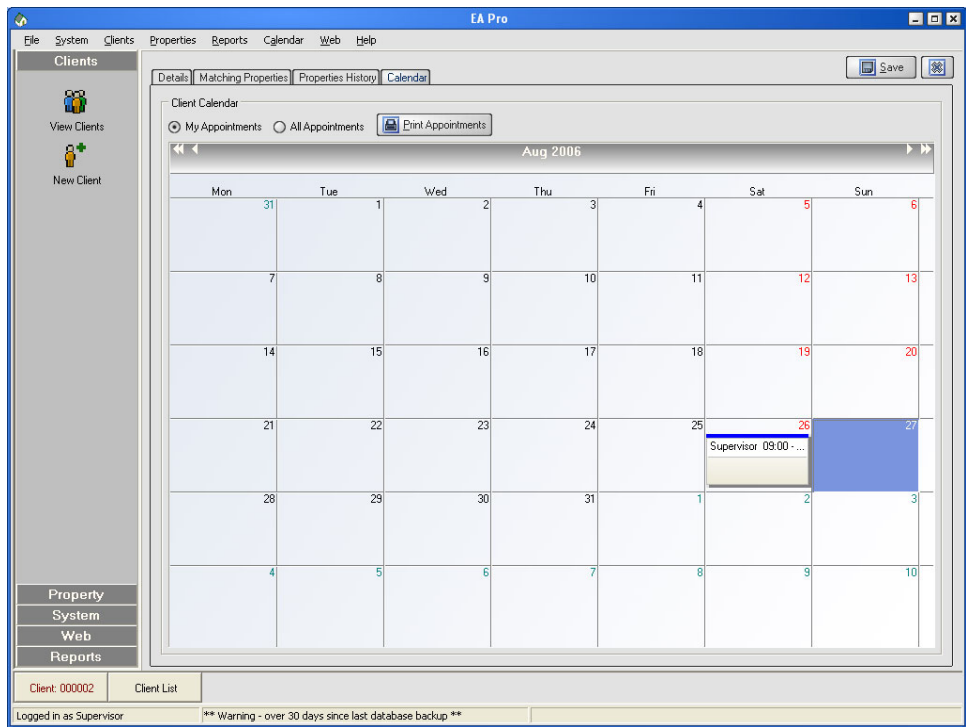 EA Pro
File System Clients Properties Reports Calendar Web Help
Clients
View Clients
New Client
Property
System
Web
Reports
Save
Details Matching Properties Properties History Calendar
Client Calendar
My Appointments All Appointments Print Appointments
Aug 2006
Mon Tue Wed Thu Fri Sat Sun
31 1 2 3 4 5 6
7 8 9 10 11 12 13
14 15 16 17 18 19 20
21 22 23 24 25 26 27
Supervisor 09:00 - ...
28 29 30 31 1 2 3
4 5 6 7 8 9 10
Client: 000002 Client List
Logged in as Supervisor ** Warning - over 30 days since last database backup **